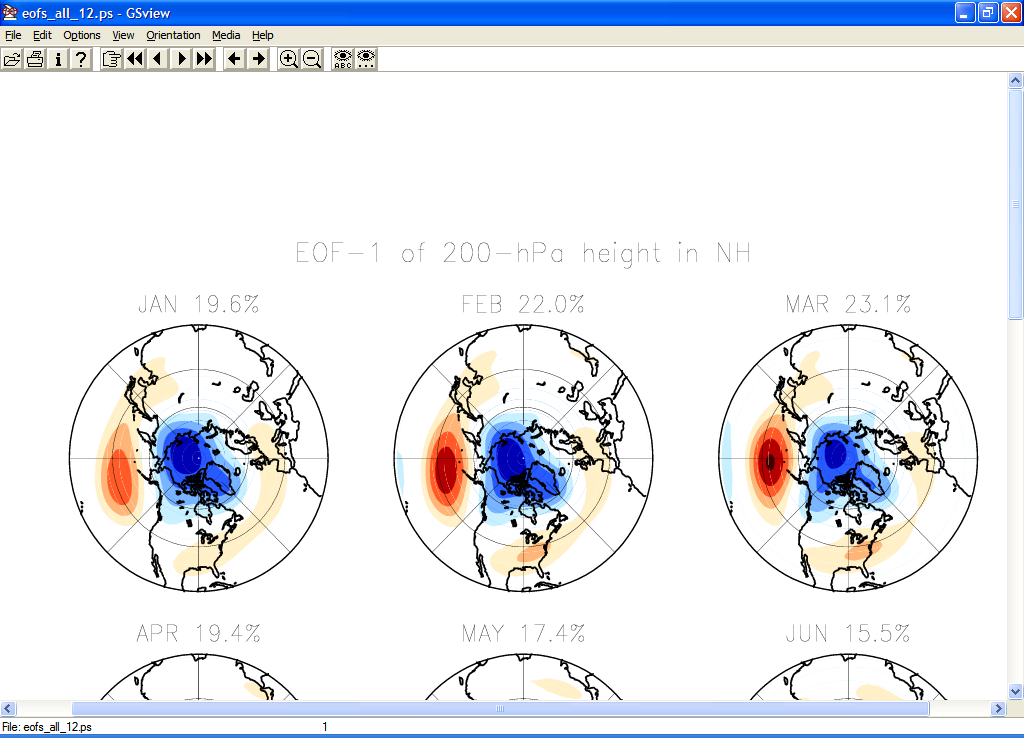 eofs_all_12.ps - GSview
File Edit Options View Orientation Media Help
ABC
EOF-1 of 200-hPa height in NH
JAN 19.6% FEB 22.0% MAR 23.1%
APR 19.4% MAY 17.4% JUN 15.5%
File: eofs_all_12.ps 1